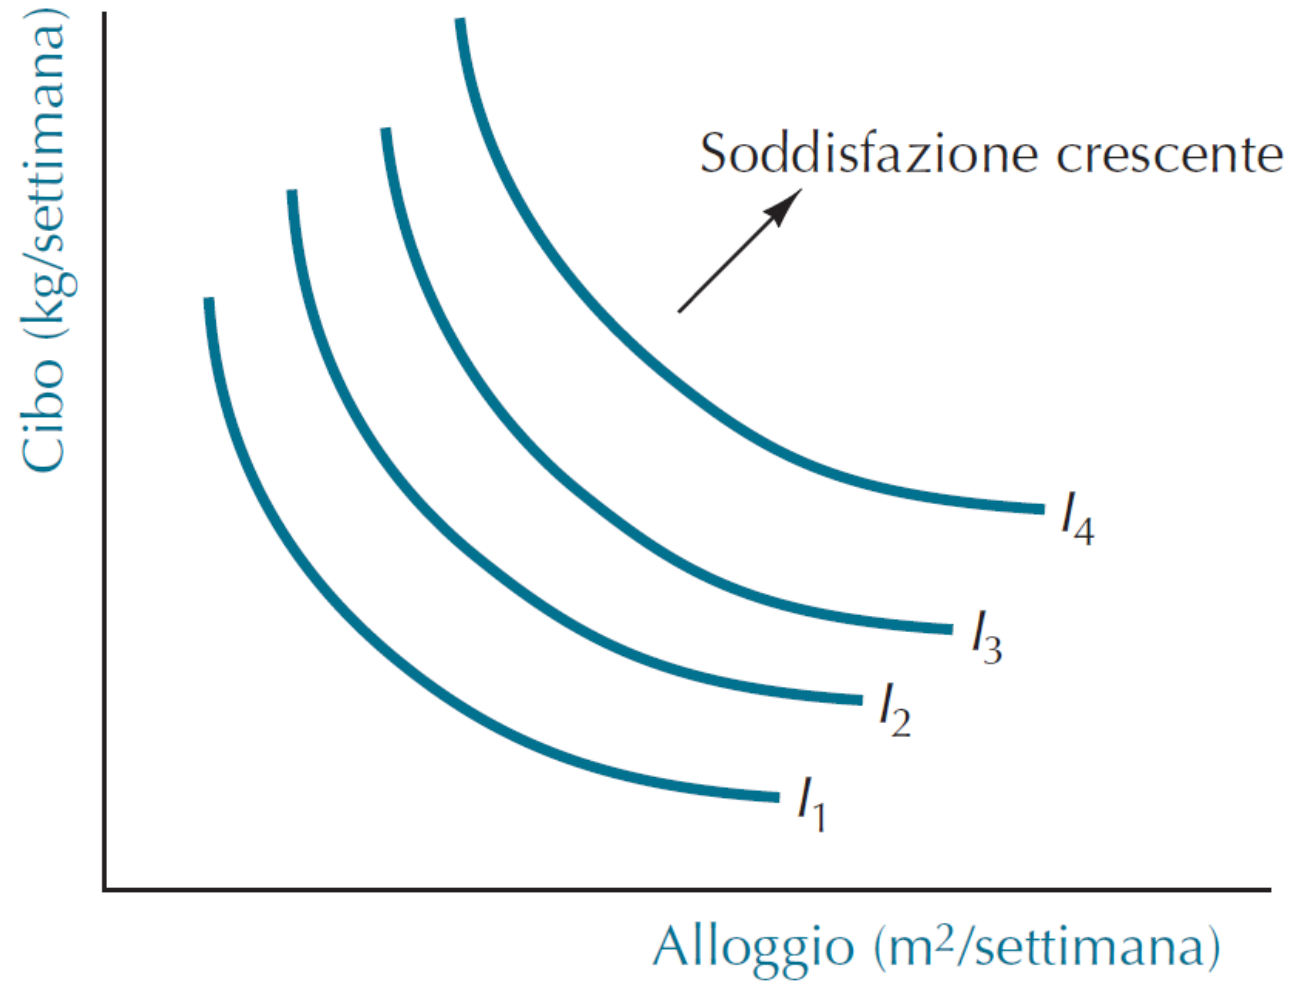 Cibo (kg/settimana)
Soddisfazione crescente
I4
I3
I2
I1
Alloggio (m2/settimana)